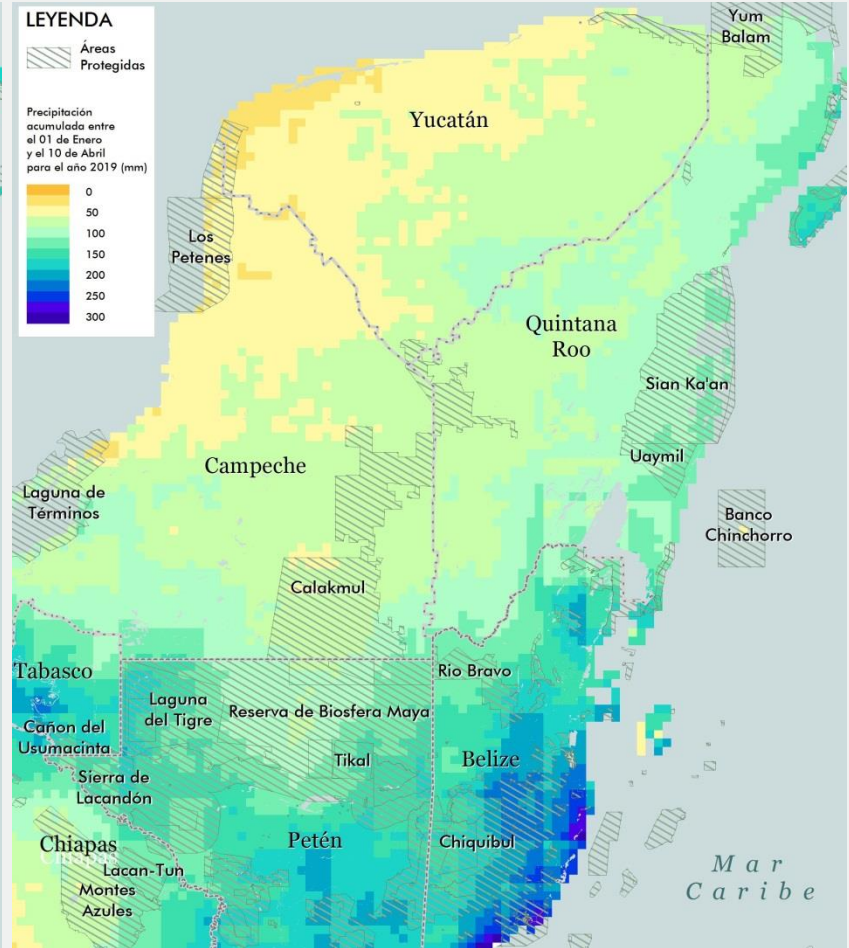 LEYENDA
Áreas
Protegidas
Precipitación
acumulada entre
el 01 de Enero
y el 10 de Abril
para el año 2019 (mm)
0
50
100
150
200
250
300
Yum
Balam
Yucatán
Los
Petenes
Quintana
Roo
Sian Ka'an
Uaymil
Campeche
Laguna de
Términos
Banco
Chinchorro
Calakmul
Tabasco
Rio Bravo
Laguna
del Tigre
Reserva de Biosfera Maya
Cañon del
Usumacinta
Tikal
Belize
Sierra de
Lacandón
Chiapas
Chiapas
Petén
Chiquibul
Lacan-Tun
Montes
Azules
Mar
Caribe